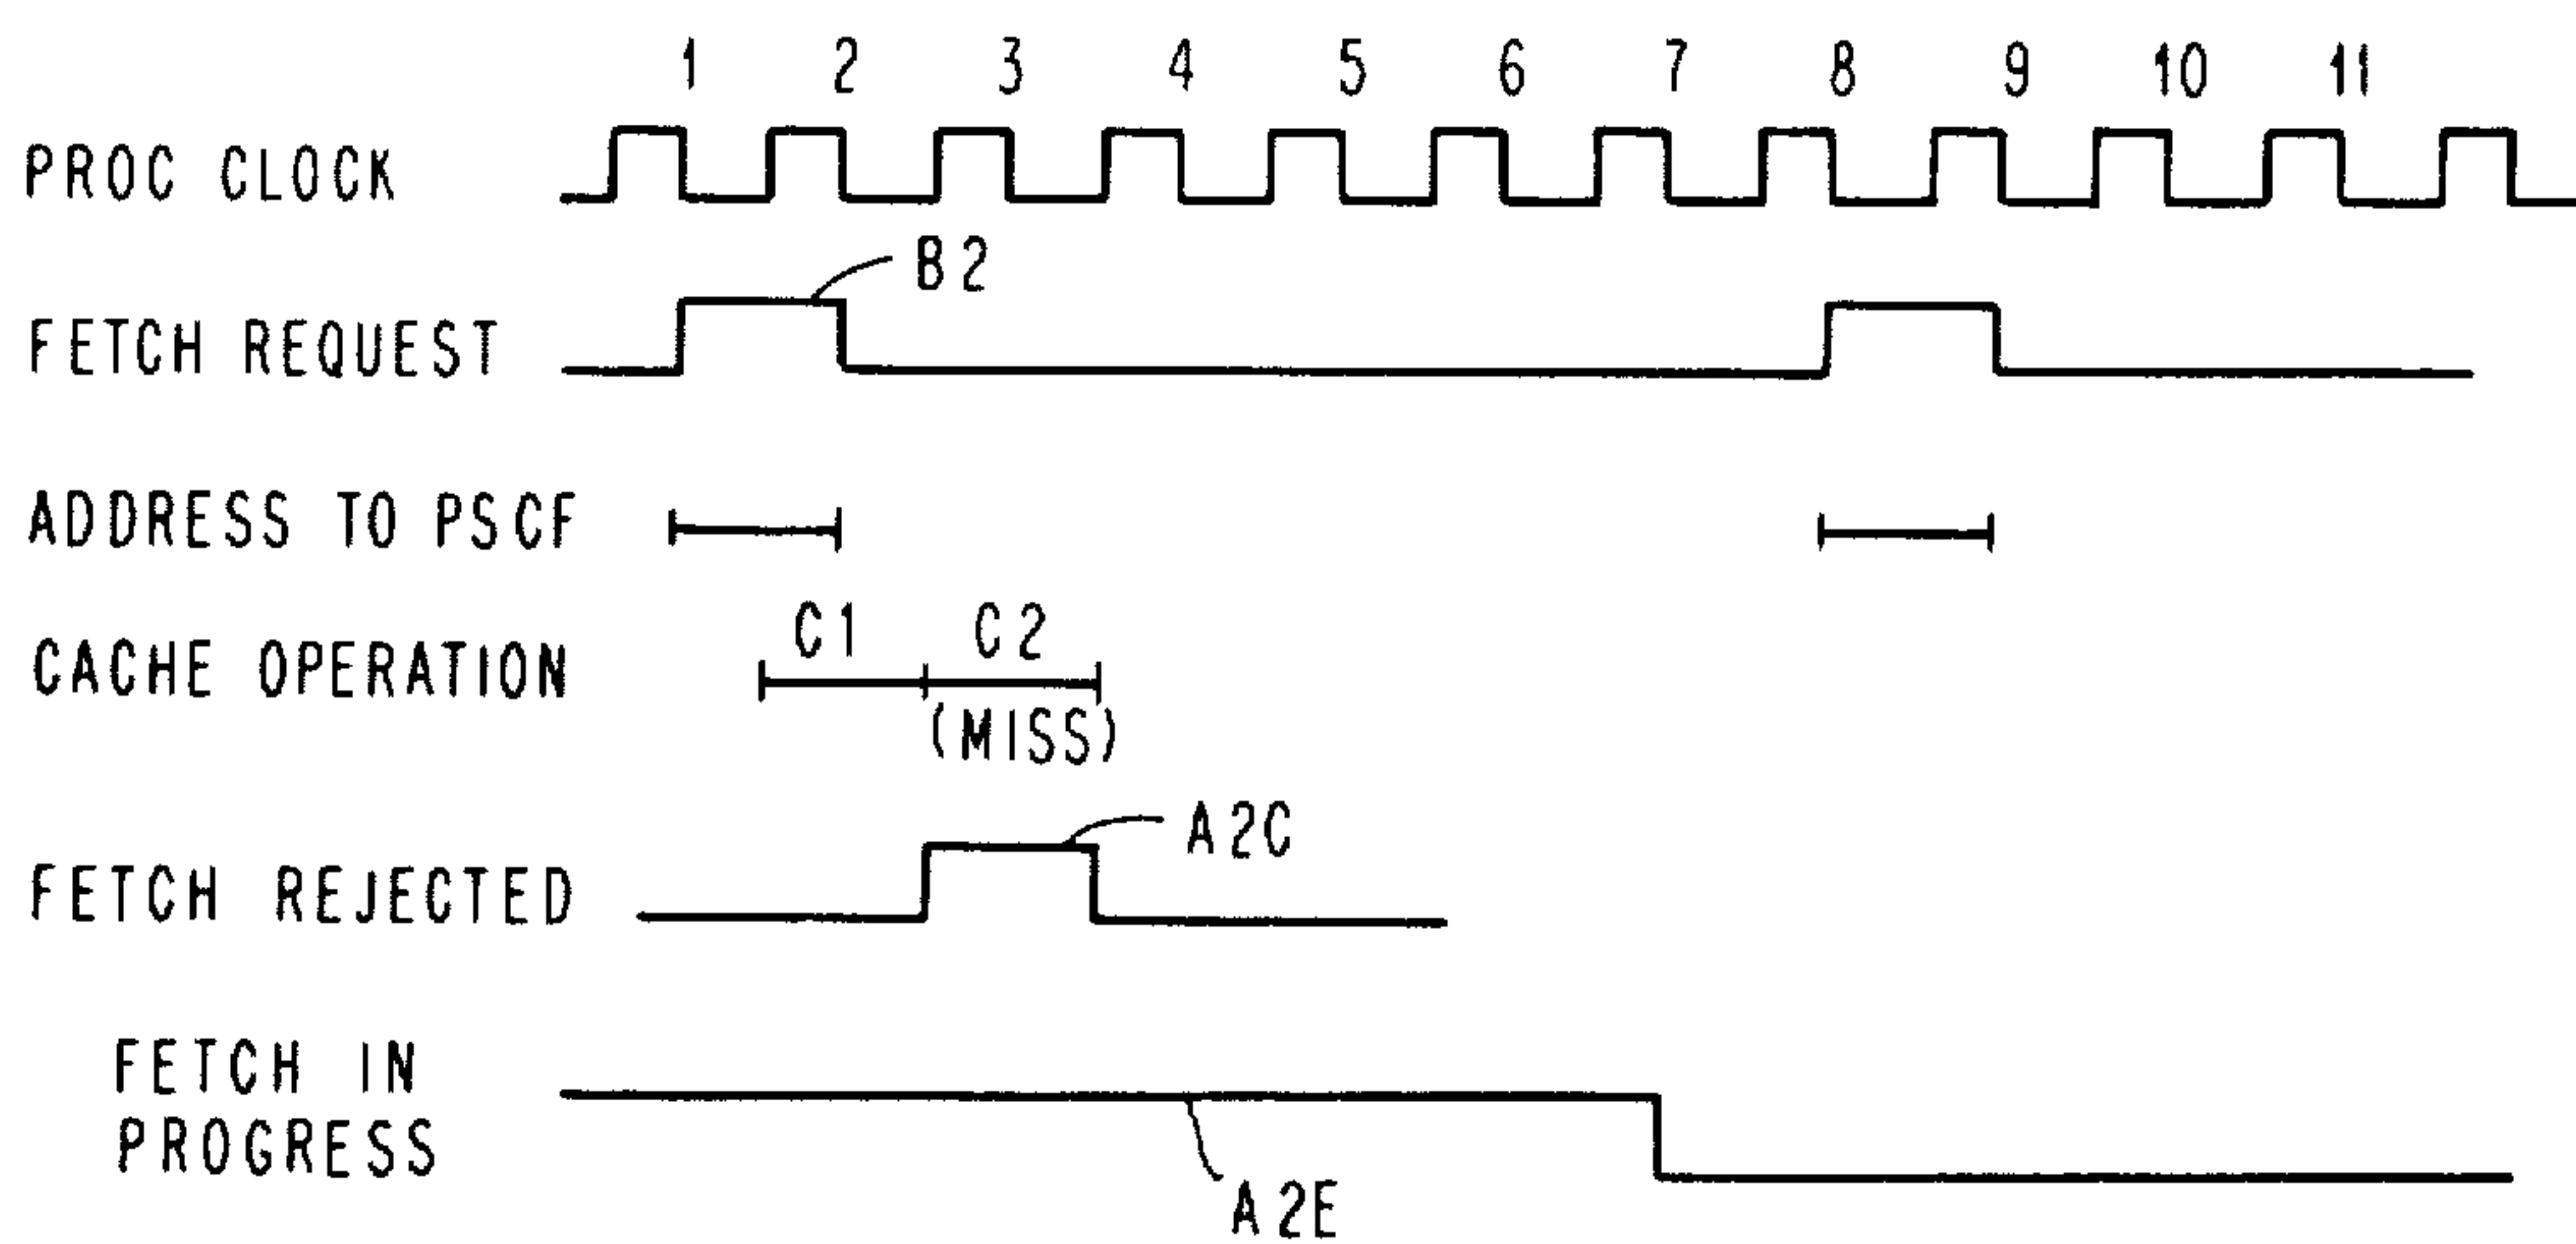 1 2 3 4 5 6 7 8 9 10 11
PROC CLOCK
B2
FETCH REQUEST
ADDRESS TO PSCF
C1 C2
CACHE OPERATION
(MISS)
A2C
FETCH REJECTED
FETCH IN
PROGRESS
A2E